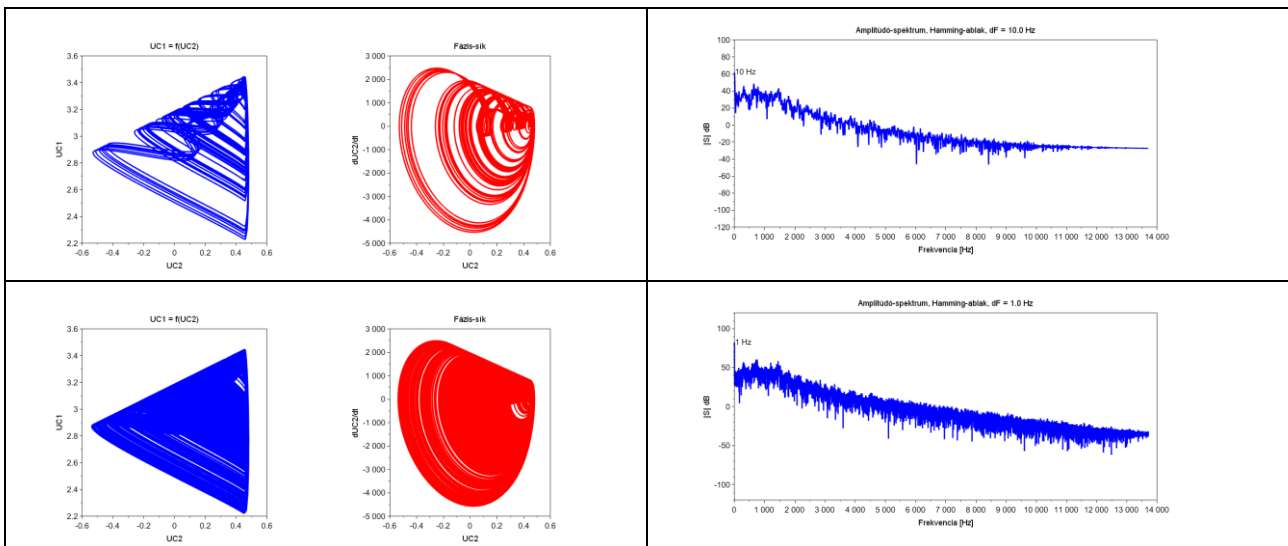 UC1 = f(UC2)
3.6
3.4
3.2
3
2.8
2.6
2.4
2.2
UC1
-0.6 -0.4 -0.2 0 0.2 0.4 0.6
UC2
Fázis-sík
3 000
2 000
1 000
0
-1 000
-2 000
-3 000
-4 000
-5 000
dUC2/dt
-0.6 -0.4 -0.2 0 0.2 0.4 0.6
UC2
Amplitúdó-spektrum, Hamming-ablak, dF = 10.0 Hz
100
80
60
40
20
0
-20
-40
-60
-80
-100
-120
|S| dB
10 Hz
0 1 000 2 000 3 000 4 000 5 000 6 000 7 000 8 000 9 000 10 000 11 000 12 000 13 000 14 000
Frekvencia [Hz]
UC1 = f(UC2)
3.6
3.4
3.2
3
2.8
2.6
2.4
2.2
UC1
-0.6 -0.4 -0.2 0 0.2 0.4 0.6
UC2
Fázis-sík
3 000
2 000
1 000
0
-1 000
-2 000
-3 000
-4 000
-5 000
dUC2/dt
-0.6 -0.4 -0.2 0 0.2 0.4 0.6
UC2
Amplitúdó-spektrum, Hamming-ablak, dF = 1.0 Hz
100
50
0
-50
-100
|S| dB
1 Hz
0 1 000 2 000 3 000 4 000 5 000 6 000 7 000 8 000 9 000 10 000 11 000 12 000 13 000 14 000
Frekvencia [Hz]